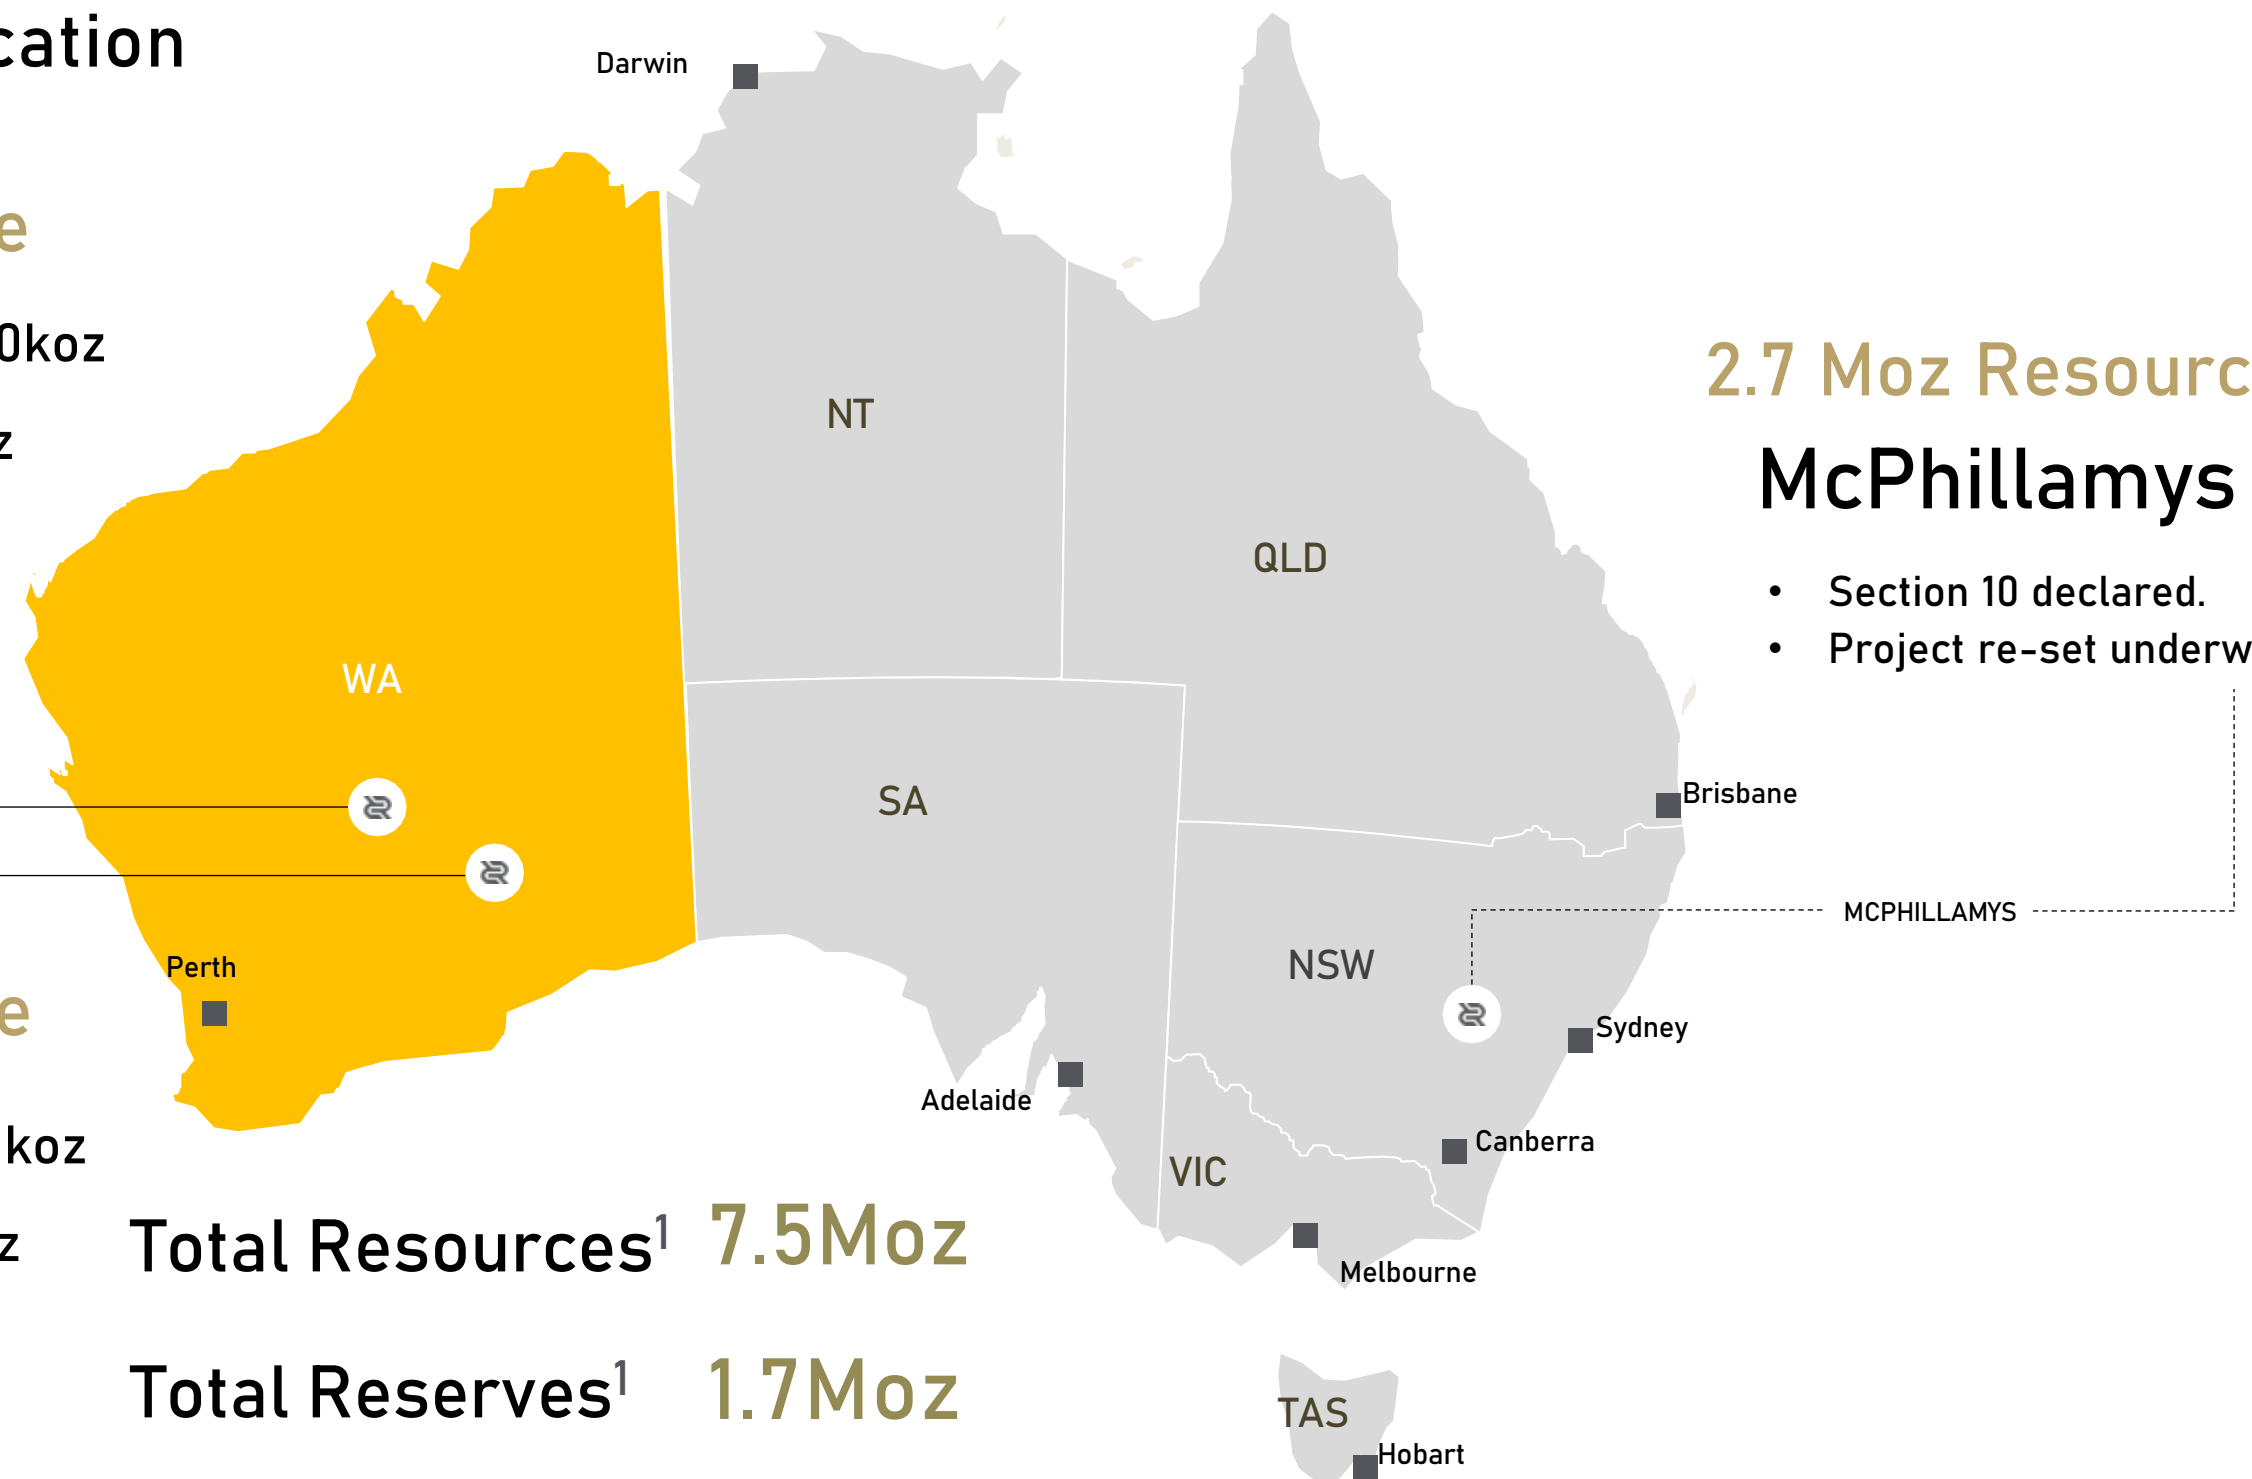 cation
Darwin
e
0koz
z
NT
2.7 Moz Resourc
McPhillamys
QLD
• Section 10 declared.
• Project re-set underw
WA
SA
Brisbane
MCPHILLAMYS
NSW
Perth
e
Sydney
Adelaide
koz
Canberra
VIC
z
Total Resources¹ 7.5Moz
Melbourne
Total Reserves¹ 1.7Moz
TAS
Hobart